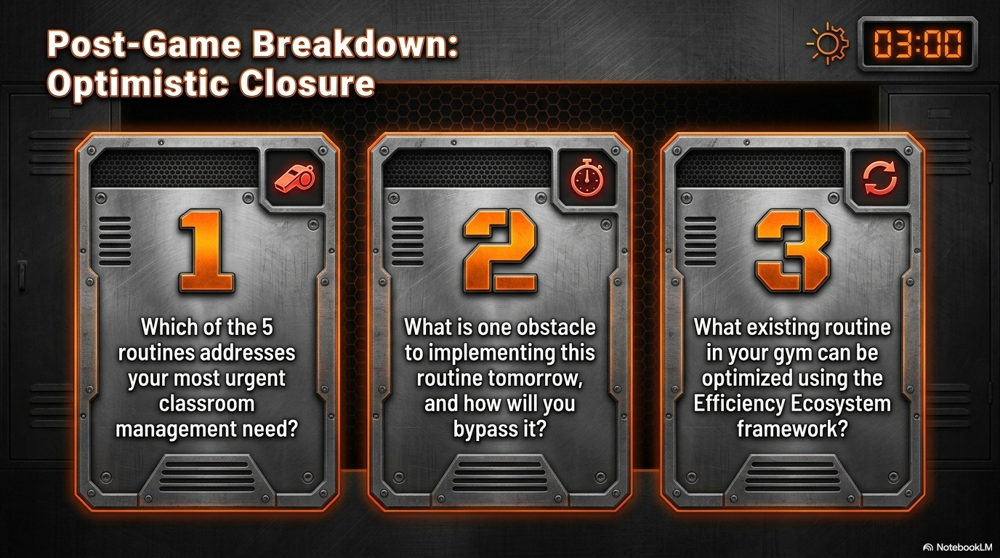 Post-Game Breakdown:
Optimistic Closure
03:00
1
Which of the 5
routines addresses
your most urgent
classroom
management need?
2
What is one obstacle
to implementing this
routine tomorrow,
and how will you
bypass it?
3
What existing routine
in your gym can be
optimized using the
Efficiency Ecosystem
framework?
NotebookLM